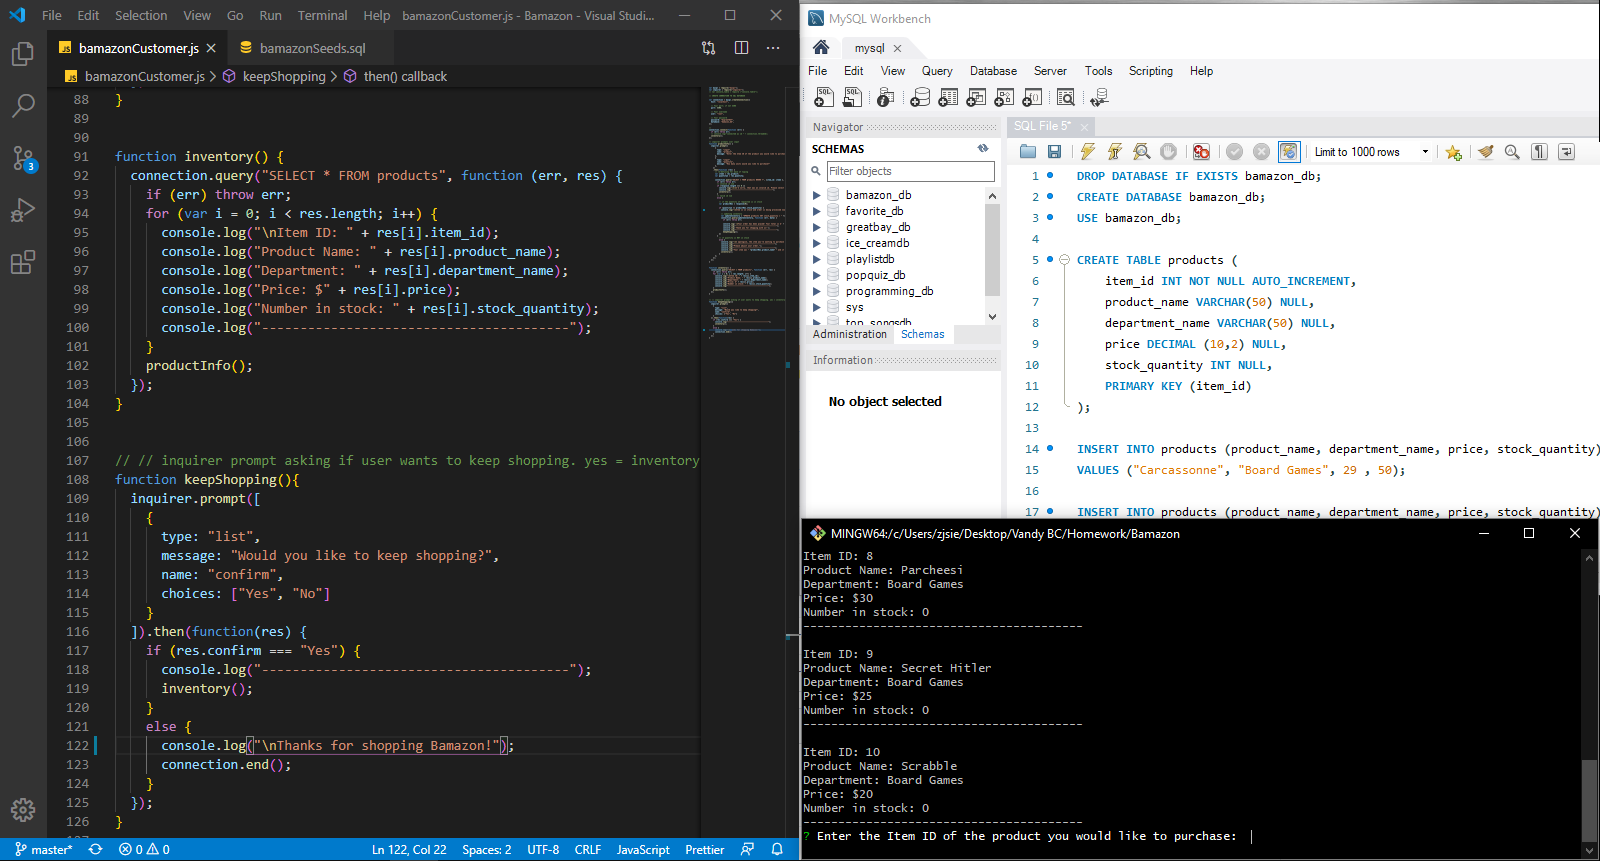 File Edit Selection View Go Run Terminal Help bamazonCustomer.js - Bamazon - Visual Studi...
bamazonCustomer.js bamazonSeeds.sql
bamazonCustomer.js > keepShopping > then() callback
88 }
89
90
91 function inventory() {
92 connection.query("SELECT * FROM products", function (err, res) {
93 if (err) throw err;
94 for (var i = 0; i < res.length; i++) {
95 console.log("\nItem ID: " + res[i].item_id);
96 console.log("Product Name: " + res[i].product_name);
97 console.log("Department: " + res[i].department_name);
98 console.log("Price: $" + res[i].price);
99 console.log("Number in stock: " + res[i].stock_quantity);
100 console.log("----------------------------------------");
101 }
102 productInfo();
103 });
104 }
105
106
107 // // inquirer prompt asking if user wants to keep shopping. yes = inventory
108 function keepShopping(){
109 inquirer.prompt([
110 {
111 type: "list",
112 message: "Would you like to keep shopping?",
113 name: "confirm",
114 choices: ["Yes", "No"]
115 }
116 ]).then(function(res) {
117 if (res.confirm === "Yes") {
118 console.log("----------------------------------------");
119 inventory();
120 }
121 else {
122 console.log("\nThanks for shopping Bamazon!");
123 connection.end();
124 }
125 });
126 }
3
master* 0 0 Ln 122, Col 22 Spaces: 2 UTF-8 CRLF JavaScript Prettier
MySQL Workbench
mysql
File Edit View Query Database Server Tools Scripting Help
Navigator
SCHEMAS
Filter objects
bamazon_db
favorite_db
greatbay_db
ice_creamdb
playlistdb
popquiz_db
programming_db
sys
top_songsdb
Administration Schemas
Information
No object selected
SQL File 5*
Limit to 1000 rows
1 DROP DATABASE IF EXISTS bamazon_db;
2 CREATE DATABASE bamazon_db;
3 USE bamazon_db;
4
5 CREATE TABLE products (
6 item_id INT NOT NULL AUTO_INCREMENT,
7 product_name VARCHAR(50) NULL,
8 department_name VARCHAR(50) NULL,
9 price DECIMAL (10,2) NULL,
10 stock_quantity INT NULL,
11 PRIMARY KEY (item_id)
12 );
13
14 INSERT INTO products (product_name, department_name, price, stock_quantity)
15 VALUES ("Carcassonne", "Board Games", 29 , 50);
16
17 INSERT INTO products (product_name, department_name, price, stock_quantity)
MINGW64:/c/Users/zjsie/Desktop/Vandy BC/Homework/Bamazon
Item ID: 8
Product Name: Parcheesi
Department: Board Games
Price: $30
Number in stock: 0
----------------------------------------
Item ID: 9
Product Name: Secret Hitler
Department: Board Games
Price: $25
Number in stock: 0
----------------------------------------
Item ID: 10
Product Name: Scrabble
Department: Board Games
Price: $20
Number in stock: 0
----------------------------------------
? Enter the Item ID of the product you would like to purchase: